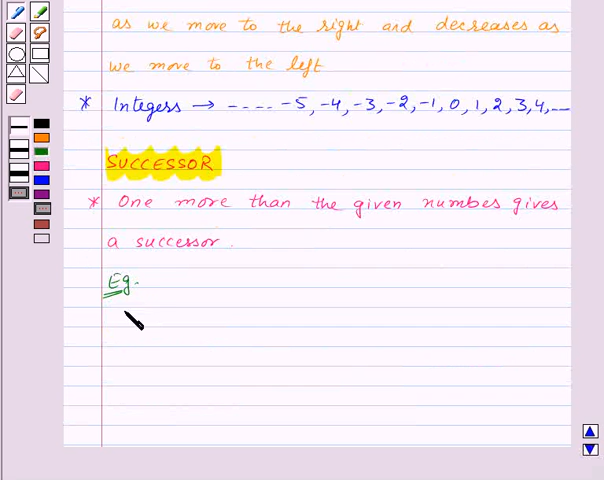 as we move to the right and decreases as
we move to the left
* Integers → ---- -5, -4, -3, -2, -1, 0, 1, 2, 3, 4, ---
SUCCESSOR
* One more than the given number gives
a successor.
Eg.